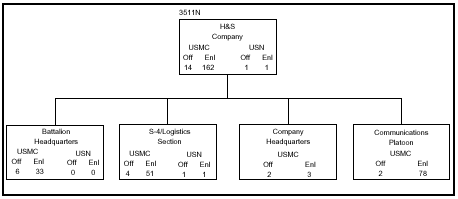 3511N
H&S
Company
USMC USN
Off Enl Off Enl
14 162 1 1
Battalion
Headquarters
USMC USN
Off Enl Off Enl
6 33 0 0
S-4/Logistics
Section
USMC USN
Off Enl Off Enl
4 51 1 1
Company
Headquarters
USMC
Off Enl
2 3
Communications
Platoon
USMC
Off Enl
2 78